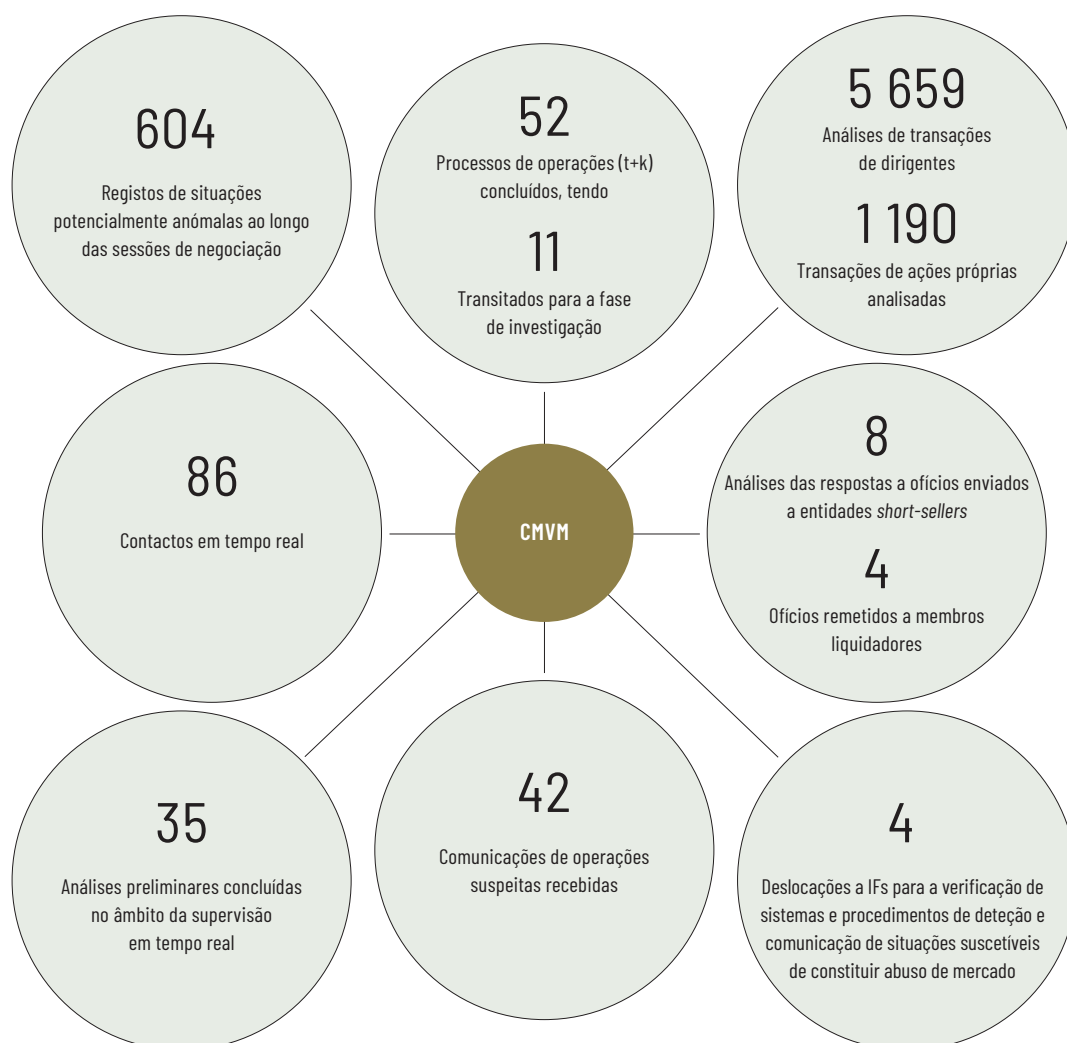 604
Registos de situações
potencialmente anómalas ao longo
das sessões de negociação
52
Processos de operações (t+k)
concluídos, tendo
11
Transitados para a fase
de investigação
5 659
Análises de transações
de dirigentes
1 190
Transações de ações próprias
analisadas
86
Contactos em tempo real
CMVM
8
Análises das respostas a ofícios enviados
a entidades short-sellers
4
Ofícios remetidos a membros
liquidadores
35
Análises preliminares concluídas
no âmbito da supervisão
em tempo real
42
Comunicações de operações
suspeitas recebidas
4
Deslocações a IFs para a verificação de
sistemas e procedimentos de deteção e
comunicação de situações suscetíveis
de constituir abuso de mercado